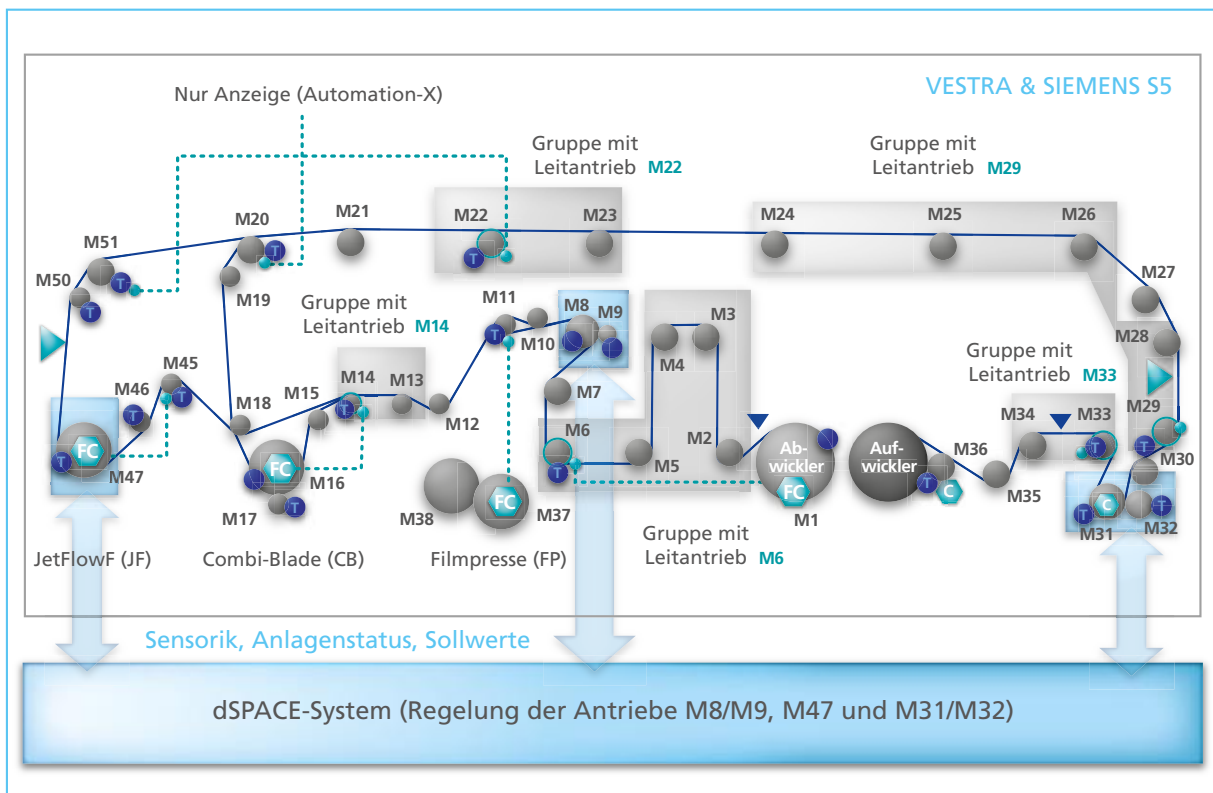 VESTRA & SIEMENS S5
Nur Anzeige (Automation-X)
Gruppe mit
Leitantrieb M22
Gruppe mit
Leitantrieb M29
M20
M21
M22
M23
M24
M25
M26
M51
T
T
M50
T
T
M19
M27
Gruppe mit
Leitantrieb M14
M11
M10
M8
M9
T
M3
M4
M28
Gruppe mit
Leitantrieb M33
M45
T
M46
T
M18
M15
M14
T
M13
M12
M7
M6
T
M5
M2
Ab-
wickler
FC
M1
Auf-
wickler
M36
T
C
M35
M34
M33
T
M29
T
M30
FC
T
M47
FC
T
M16
M17
T
M38
FC
M37
T
C
M31
T
M32
Gruppe mit
Leitantrieb M6
JetFlowF (JF)
Combi-Blade (CB)
Filmpresse (FP)
Sensorik, Anlagenstatus, Sollwerte
dSPACE-System (Regelung der Antriebe M8/M9, M47 und M31/M32)